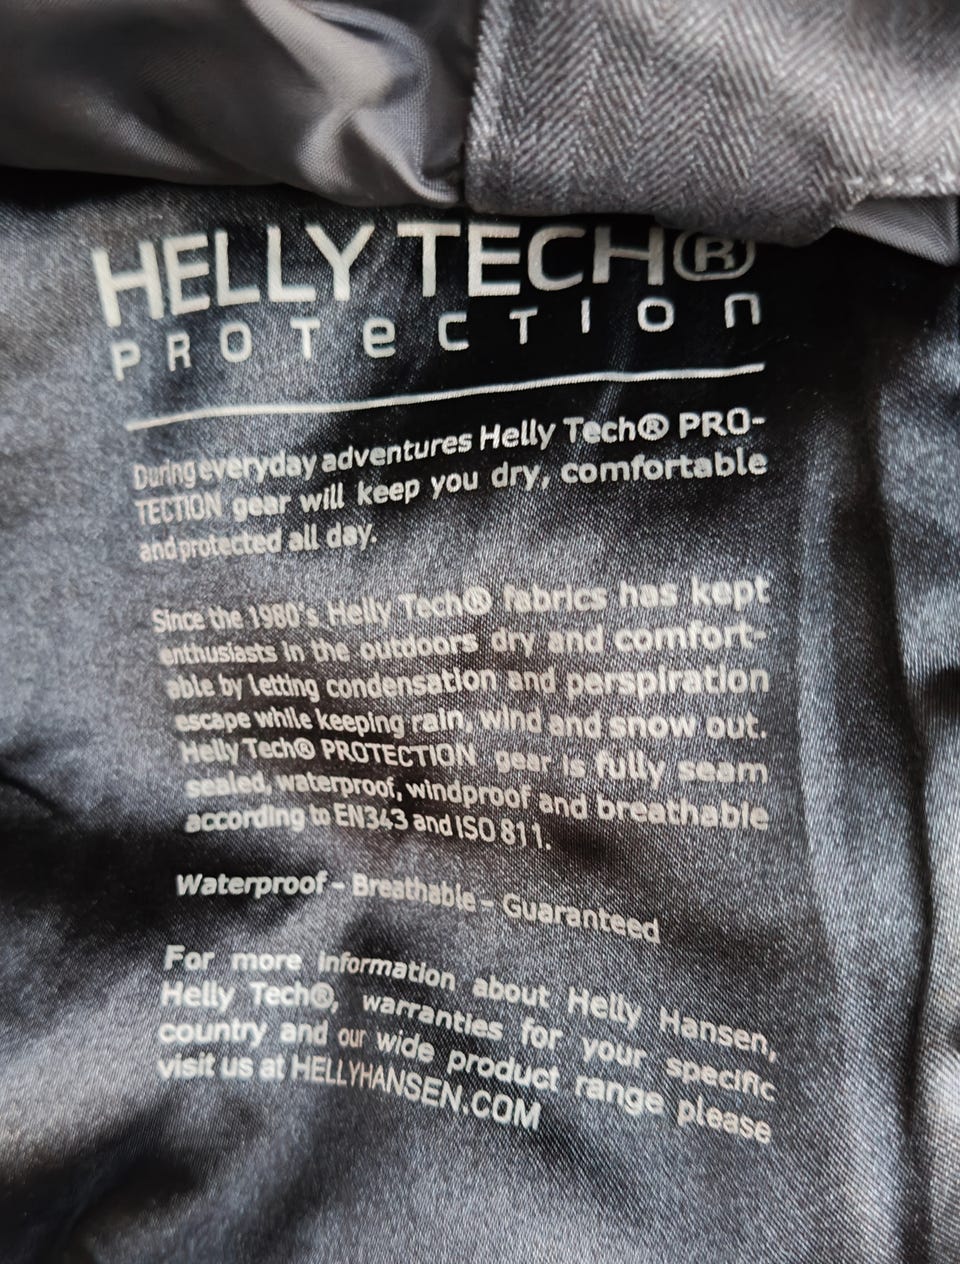 HELLY TECH®
PROTecTIOn
During everyday adventures Helly Tech® PRO-
TECTION gear will keep you dry, comfortable
and protected all day.
Since the 1980's Helly Tech® fabrics has kept
enthusiasts in the outdoors dry and comfort-
able by letting condensation and perspiration
escape while keeping rain, wind and snow out.
Helly Tech® PROTECTION gear is fully seam
sealed, waterproof, windproof and breathable
according to EN343 and ISO 811.
Waterproof - Breathable - Guaranteed
For more information about Helly Hansen,
Helly Tech®, warranties for your specific
country and our wide product range please
visit us at HELLYHANSEN.COM